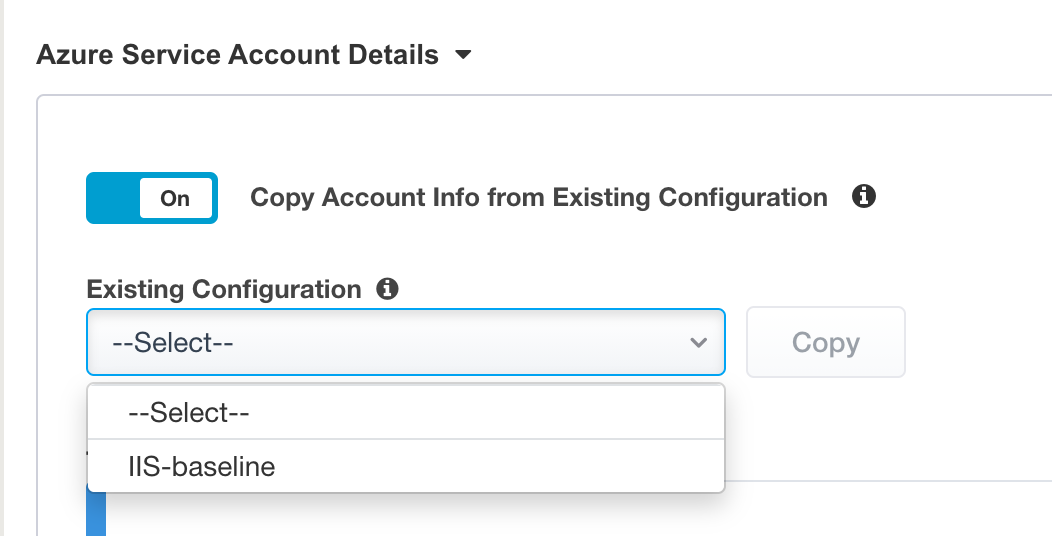 Azure Service Account Details
On
Copy Account Info from Existing Configuration
Existing Configuration
--Select--
Copy
--Select--
IIS-baseline